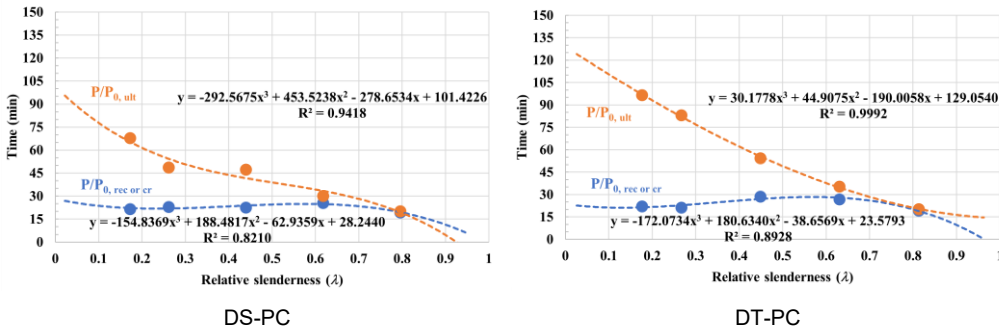 150
135
120
105
90
75
60
45
30
15
0
Time (min)
P/P0, ult
y = -292.5675x³ + 453.5238x² - 278.6534x + 101.4226
R² = 0.9418
P/P0, rec or cr
y = -154.8369x³ + 188.4817x² - 62.9359x + 28.2440
R² = 0.8210
0 0.1 0.2 0.3 0.4 0.5 0.6 0.7 0.8 0.9 1
Relative slenderness (λ)
DS-PC
150
135
120
105
90
75
60
45
30
15
0
Time (min)
y = 30.1778x³ + 44.9075x² - 190.0058x + 129.0540
R² = 0.9992
P/P0, ult
P/P0, rec or cr
y = -172.0734x³ + 180.6340x² - 38.6569x + 23.5793
R² = 0.8928
0 0.1 0.2 0.3 0.4 0.5 0.6 0.7 0.8 0.9 1
Relative slenderness (λ)
DT-PC